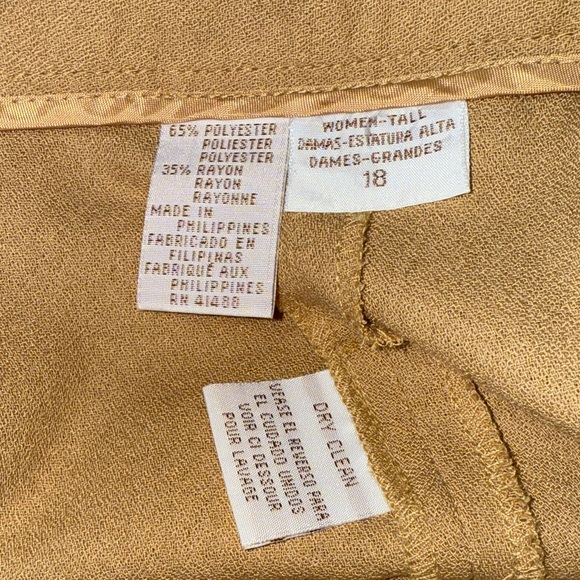 65% POLYESTER
POLIESTER
POLYESTER
35% RAYON
RAYON
RAYONNE
MADE IN
PHILIPPINES
FABRICADO EN
FILIPINAS
FABRIQUÉ AUX
PHILIPPINES
RN 41488
WOMEN-TALL
DAMAS-ESTATURA ALTA
DAMES-GRANDES
18
DRY CLEAN
VEASE EL REVERSO PARA
EL CUIDADO UNIDOS
VOIR CI DESSOUR
POUR LAVAGE